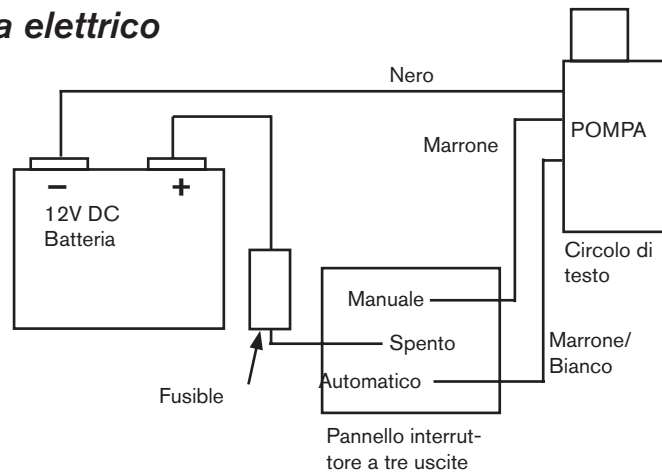 a elettrico
Nero
POMPA
Marrone
12V DC
Batteria
Circolo di
testo
Manuale
Spento
Marrone/
Bianco
Automatico
Fusible
Pannello interrut-
tore a tre uscite